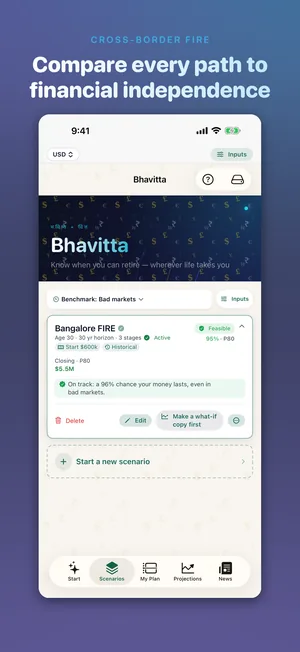 CROSS-BORDER FIRE
Compare every path to
financial independence
9:41
USD
Inputs
Bhavitta
Bhavitta
Know when you can retire — wherever life takes you
Benchmark: Bad markets
Inputs
Bangalore FIRE
Feasible
Age 30 · 30 yr horizon · 3 stages
Active
95% · P80
Start $600k
Historical
Closing · P80
$5.5M
On track: a 96% chance your money lasts, even in
bad markets.
Delete
Edit
Make a what-if
copy first
Start a new scenario
Start
Scenarios
My Plan
Projections
News